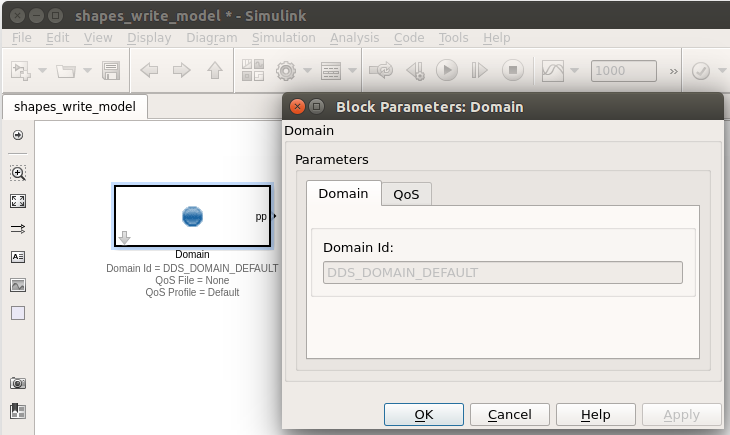 shapes_write_model * - Simulink
File Edit View Display Diagram Simulation Analysis Code Tools Help
1000 »
shapes_write_model
Block Parameters: Domain
Domain
Parameters
Domain QoS
Domain Id:
DDS_DOMAIN_DEFAULT
pp
Domain
Domain Id = DDS_DOMAIN_DEFAULT
QoS File = None
QoS Profile = Default
OK Cancel Help Apply